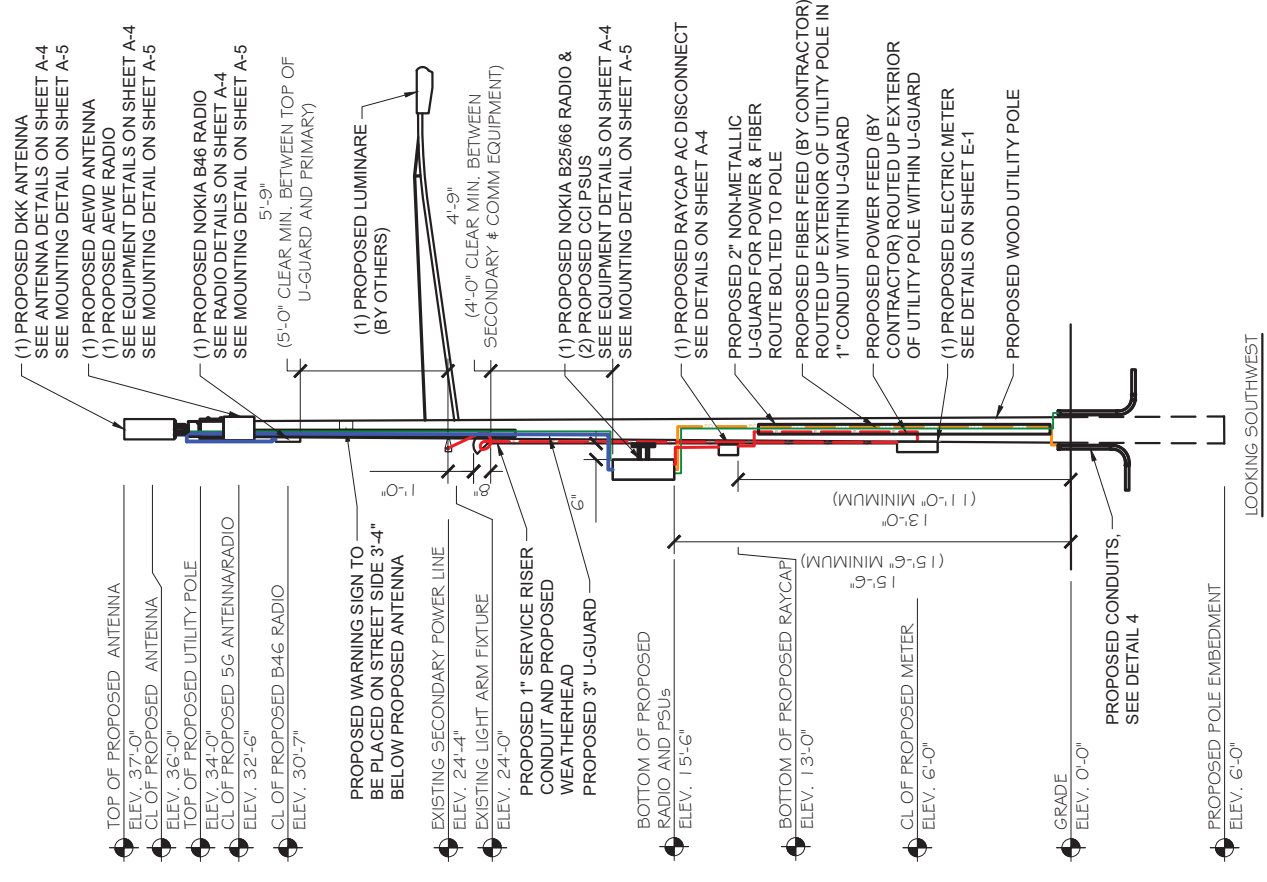 TOP OF PROPOSED ANTENNA
ELEV. 37'-0"
CL OF PROPOSED ANTENNA
ELEV. 36'-0"
TOP OF PROPOSED UTILITY POLE
ELEV. 34'-0"
CL OF PROPOSED 5G ANTENNA/RADIO
ELEV. 32'-6"
CL OF PROPOSED B46 RADIO
ELEV. 30'-7"
PROPOSED WARNING SIGN TO
BE PLACED ON STREET SIDE 3'-4"
BELOW PROPOSED ANTENNA
EXISTING SECONDARY POWER LINE
ELEV. 24'-4"
EXISTING LIGHT ARM FIXTURE
ELEV. 24'-0"
PROPOSED 1" SERVICE RISER
CONDUIT AND PROPOSED
WEATHERHEAD
PROPOSED 3" U-GUARD
BOTTOM OF PROPOSED
RADIO AND PSUs
ELEV. 15'-6"
BOTTOM OF PROPOSED RAYCAP
ELEV. 13'-0"
CL OF PROPOSED METER
ELEV. 6'-0"
GRADE
ELEV. 0'-0"
PROPOSED CONDUITS,
SEE DETAIL 4
PROPOSED POLE EMBEDMENT
ELEV. 6'-0"
1'-0"
8"
6"
13'-0"
(11'-0" MINIMUM)
15'-6"
(15'-6" MINIMUM)
(1) PROPOSED DKK ANTENNA
SEE ANTENNA DETAILS ON SHEET A-4
SEE MOUNTING DETAIL ON SHEET A-5
(1) PROPOSED AEWD ANTENNA
(1) PROPOSED AEWE RADIO
SEE EQUIPMENT DETAILS ON SHEET A-4
SEE MOUNTING DETAIL ON SHEET A-5
(1) PROPOSED NOKIA B46 RADIO
SEE RADIO DETAILS ON SHEET A-4
SEE MOUNTING DETAIL ON SHEET A-5
5'-9"
(5'-0" CLEAR MIN. BETWEEN TOP OF
U-GUARD AND PRIMARY)
(1) PROPOSED LUMINARE
(BY OTHERS)
4'-9"
(4'-0" CLEAR MIN. BETWEEN
SECONDARY & COMM EQUIPMENT)
(1) PROPOSED NOKIA B25/66 RADIO &
(2) PROPOSED CCI PSUS
SEE EQUIPMENT DETAILS ON SHEET A-4
SEE MOUNTING DETAIL ON SHEET A-5
(1) PROPOSED RAYCAP AC DISCONNECT
SEE DETAILS ON SHEET A-4
PROPOSED 2" NON-METALLIC
U-GUARD FOR POWER & FIBER
ROUTE BOLTED TO POLE
PROPOSED FIBER FEED (BY CONTRACTOR)
ROUTED UP EXTERIOR OF UTILITY POLE IN
1" CONDUIT WITHIN U-GUARD
PROPOSED POWER FEED (BY
CONTRACTOR) ROUTED UP EXTERIOR
OF UTILITY POLE WITHIN U-GUARD
(1) PROPOSED ELECTRIC METER
SEE DETAILS ON SHEET E-1
PROPOSED WOOD UTILITY POLE
LOOKING SOUTHWEST